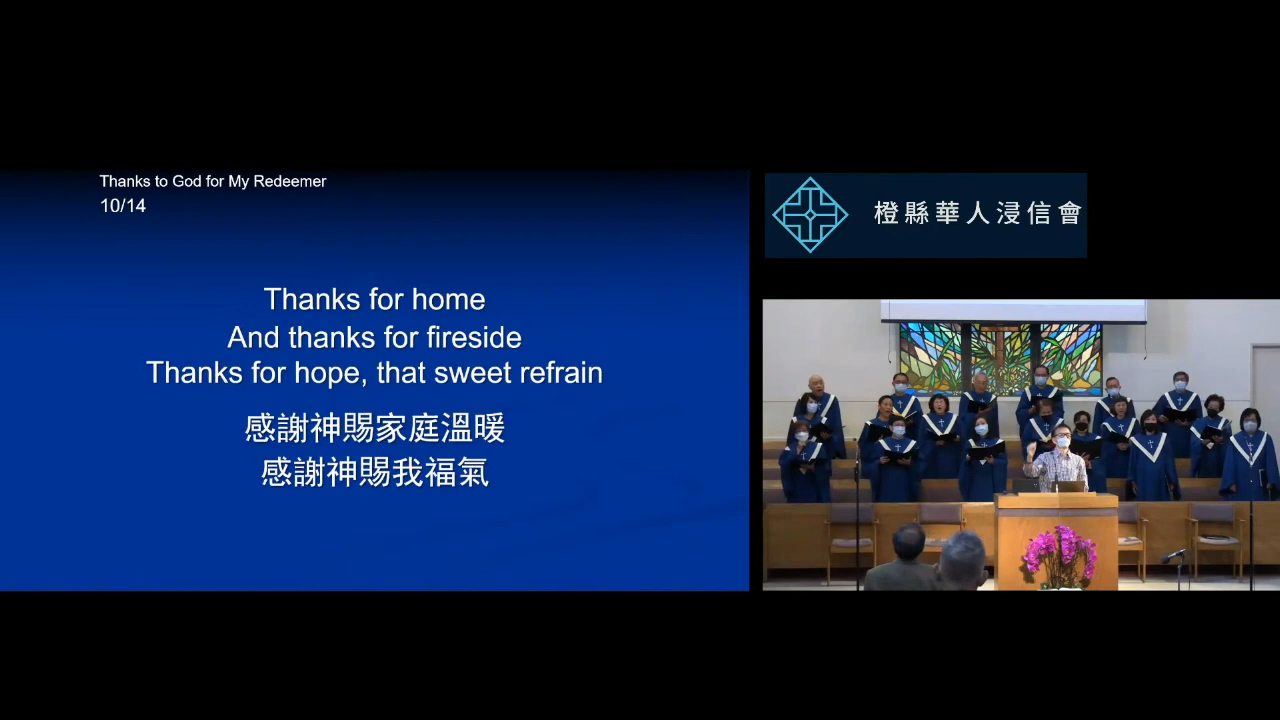 Thanks to God for My Redeemer
10/14
Thanks for home
And thanks for fireside
Thanks for hope, that sweet refrain
感謝神賜家庭溫暖
感謝神賜我福氣
橙縣華人浸信會